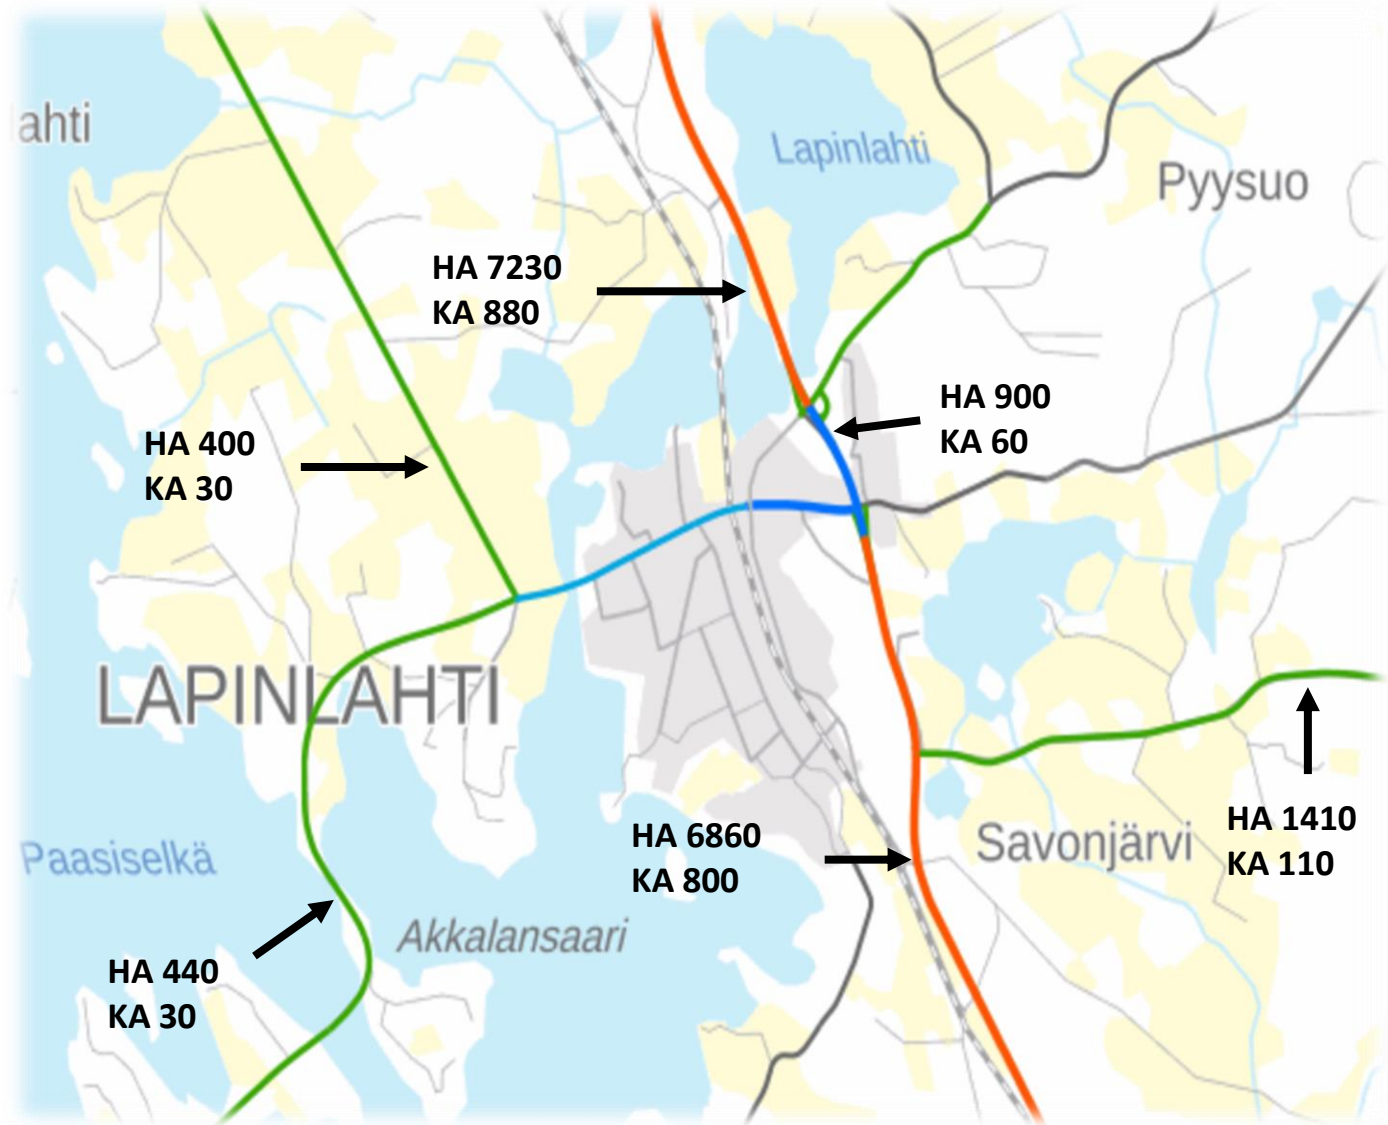 ahti
Lapinlahti
Pyysuo
HA 7230
KA 880
HA 900
KA 60
HA 400
KA 30
LAPINLAHTI
HA 6860
KA 800
Savonjärvi
HA 1410
KA 110
Paasiselkä
Akkalansaari
HA 440
KA 30